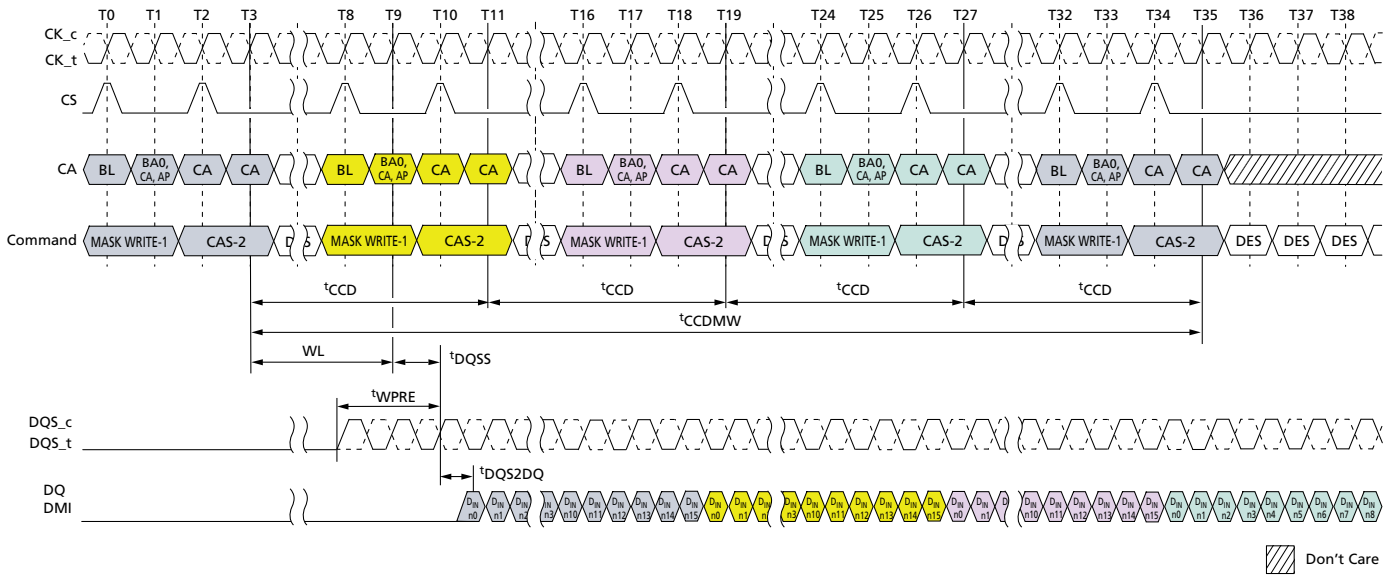 T0 T1 T2 T3 T8 T9 T10 T11 T16 T17 T18 T19 T24 T25 T26 T27 T32 T33 T34 T35 T36 T37 T38
CK_c
CK_t
CS
CA BL BA0, CA, AP CA CA BL BA0, CA, AP CA CA BL BA0, CA, AP CA CA BL BA0, CA, AP CA CA BL BA0, CA, AP CA CA
Command MASK WRITE-1 CAS-2 MASK WRITE-1 CAS-2 MASK WRITE-1 CAS-2 MASK WRITE-1 CAS-2 MASK WRITE-1 CAS-2 DES DES DES
tCCD tCCD tCCD tCCD
tCCDMW
WL tDQSS
tWPRE
DQS_c
DQS_t
tDQS2DQ
DQ
DMI
DIN DIN DIN DIN DIN DIN DIN DIN DIN DIN DIN DIN DIN DIN DIN DIN DIN DIN DIN DIN DIN DIN DIN DIN DIN DIN DIN DIN DIN DIN DIN DIN DIN DIN DIN DIN DIN
n0 n1 n2 n3 n10 n11 n12 n13 n14 n15 n0 n1 n3 n10 n11 n12 n13 n14 n15 n0 n1 n10 n11 n12 n13 n14 n15 n0 n1 n2 n3 n4 n5 n6 n7 n8
Don't Care